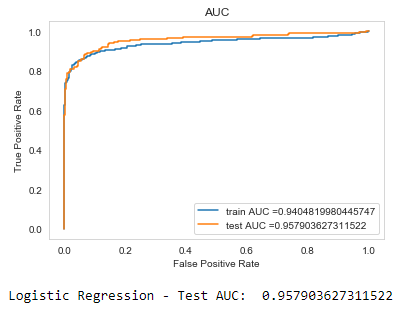 AUC
1.0
0.8
0.6
0.4
0.2
0.0
True Positive Rate
train AUC =0.9404819980445747
test AUC =0.957903627311522
0.0 0.2 0.4 0.6 0.8 1.0
False Positive Rate
Logistic Regression - Test AUC:  0.957903627311522